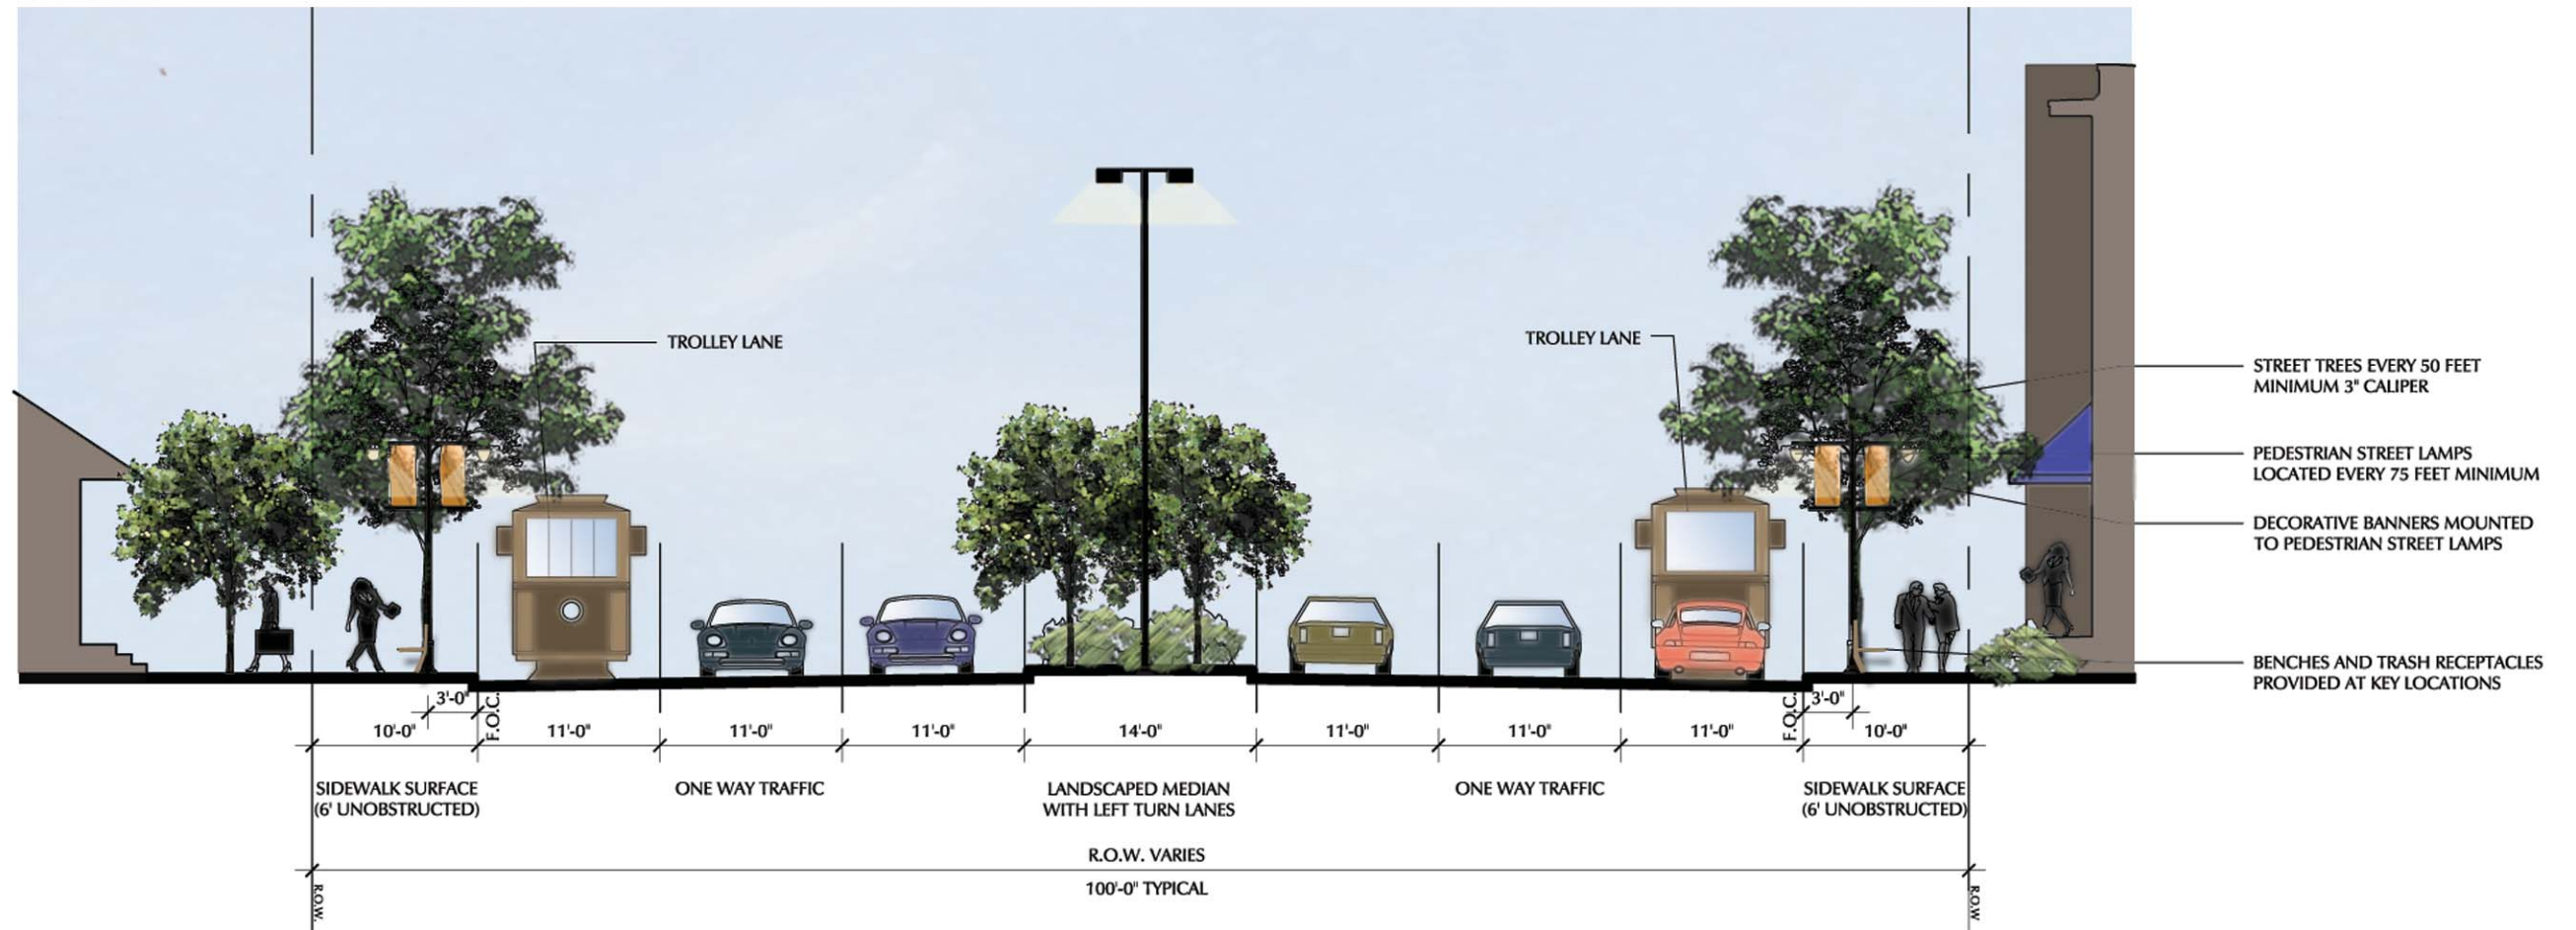 TROLLEY LANE
TROLLEY LANE
STREET TREES EVERY 50 FEET
MINIMUM 3" CALIPER
PEDESTRIAN STREET LAMPS
LOCATED EVERY 75 FEET MINIMUM
DECORATIVE BANNERS MOUNTED
TO PEDESTRIAN STREET LAMPS
BENCHES AND TRASH RECEPTACLES
PROVIDED AT KEY LOCATIONS
3'-0"
F.O.C.
F.O.C.
3'-0"
10'-0"
11'-0"
11'-0"
11'-0"
14'-0"
11'-0"
11'-0"
11'-0"
10'-0"
SIDEWALK SURFACE
(6' UNOBSTRUCTED)
ONE WAY TRAFFIC
LANDSCAPED MEDIAN
WITH LEFT TURN LANES
ONE WAY TRAFFIC
SIDEWALK SURFACE
(6' UNOBSTRUCTED)
R.O.W. VARIES
100'-0" TYPICAL
R.O.W.
R.O.W